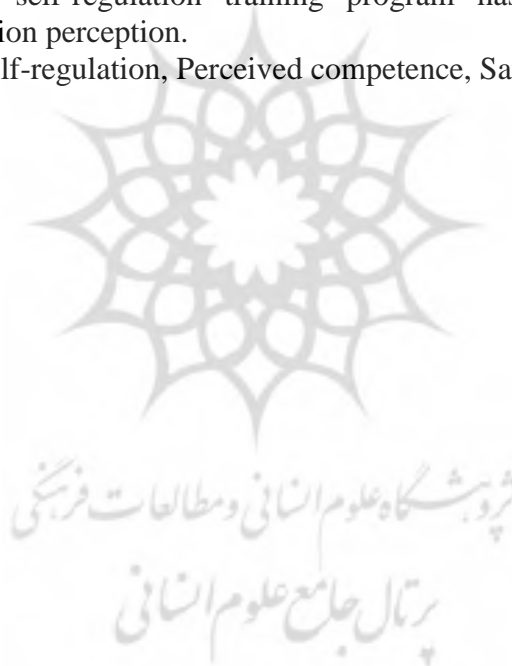 self-regulation training program has
ion perception.
lf-regulation, Perceived competence, Sa
پژوهشگاه علوم انسانی و مطالعات فرهنگی
پرتال جامع علوم انسانی